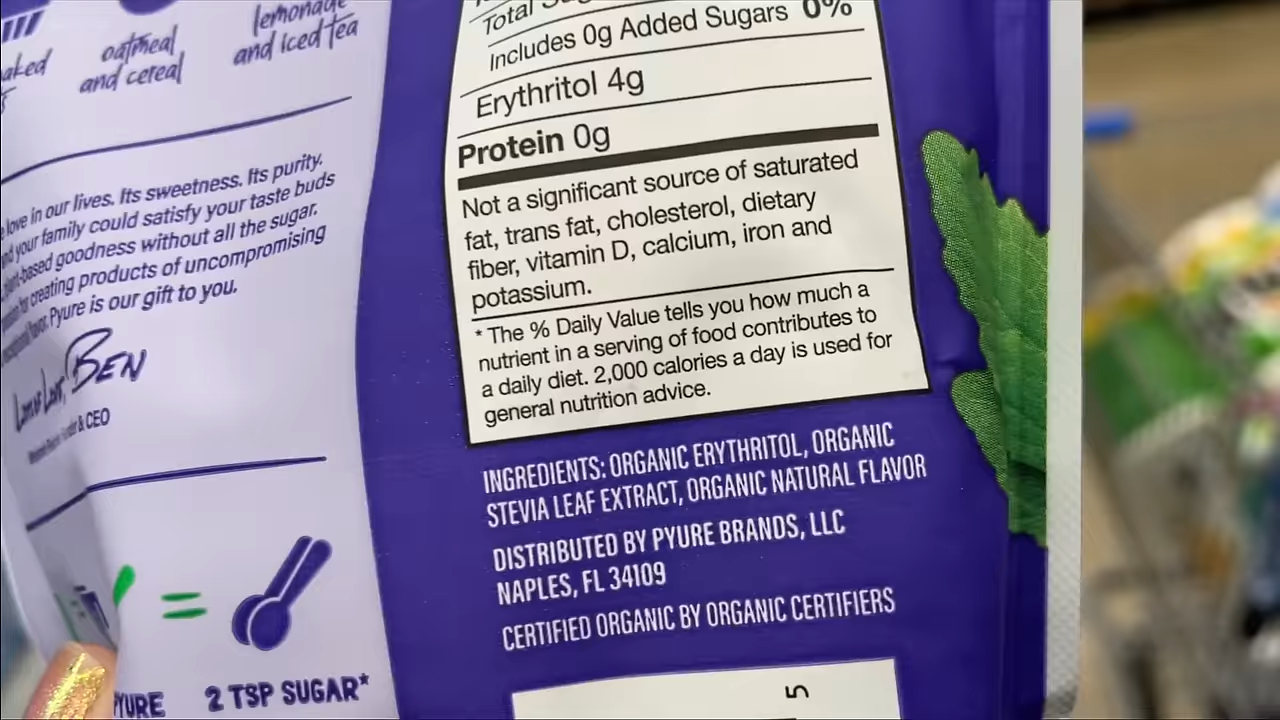 oatmeal
and cereal
lemonade
and iced tea
love in our lives. Its sweetness. Its purity.
your family could satisfy your taste buds
goodness without all the sugar.
creating products of uncompromising
Pyure is our gift to you.
BEN
& CEO
=
PYURE
2 TSP SUGAR*
Total
Includes 0g Added Sugars 0%
Erythritol 4g
Protein 0g
Not a significant source of saturated
fat, trans fat, cholesterol, dietary
fiber, vitamin D, calcium, iron and
potassium.
* The % Daily Value tells you how much a
nutrient in a serving of food contributes to
a daily diet. 2,000 calories a day is used for
general nutrition advice.
INGREDIENTS: ORGANIC ERYTHRITOL, ORGANIC
STEVIA LEAF EXTRACT, ORGANIC NATURAL FLAVOR
DISTRIBUTED BY PYURE BRANDS, LLC
NAPLES, FL 34109
CERTIFIED ORGANIC BY ORGANIC CERTIFIERS
5